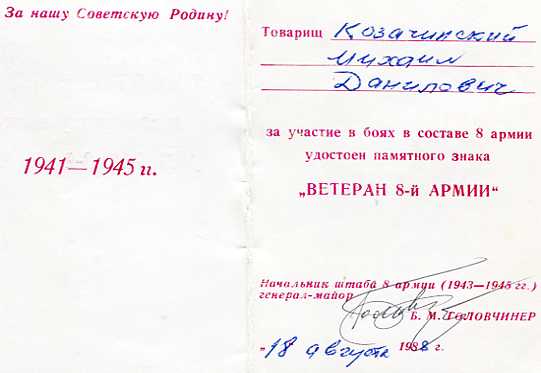 За нашу Советскую Родину!
1941—1945 гг.
Товарищ Козачинский
Михаил
Данилович
за участие в боях в составе 8 армии
удостоен памятного знака
„ВЕТЕРАН 8-й АРМИИ“
Начальник штаба 8 армии (1943—1945 гг.)
генерал-майор
Б. М. ГОЛОВЧИНЕР
„18 августа 1988 г.